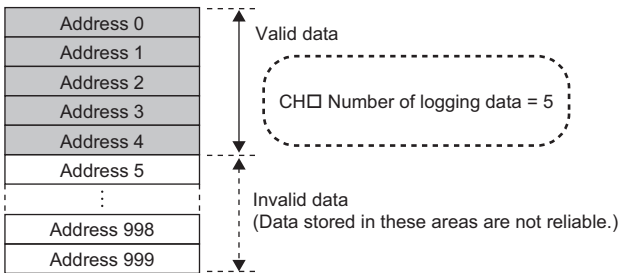 Address 0
Address 1
Address 2
Address 3
Address 4
Address 5
⋮
Address 998
Address 999
Valid data
CH□ Number of logging data = 5
Invalid data
(Data stored in these areas are not reliable.)